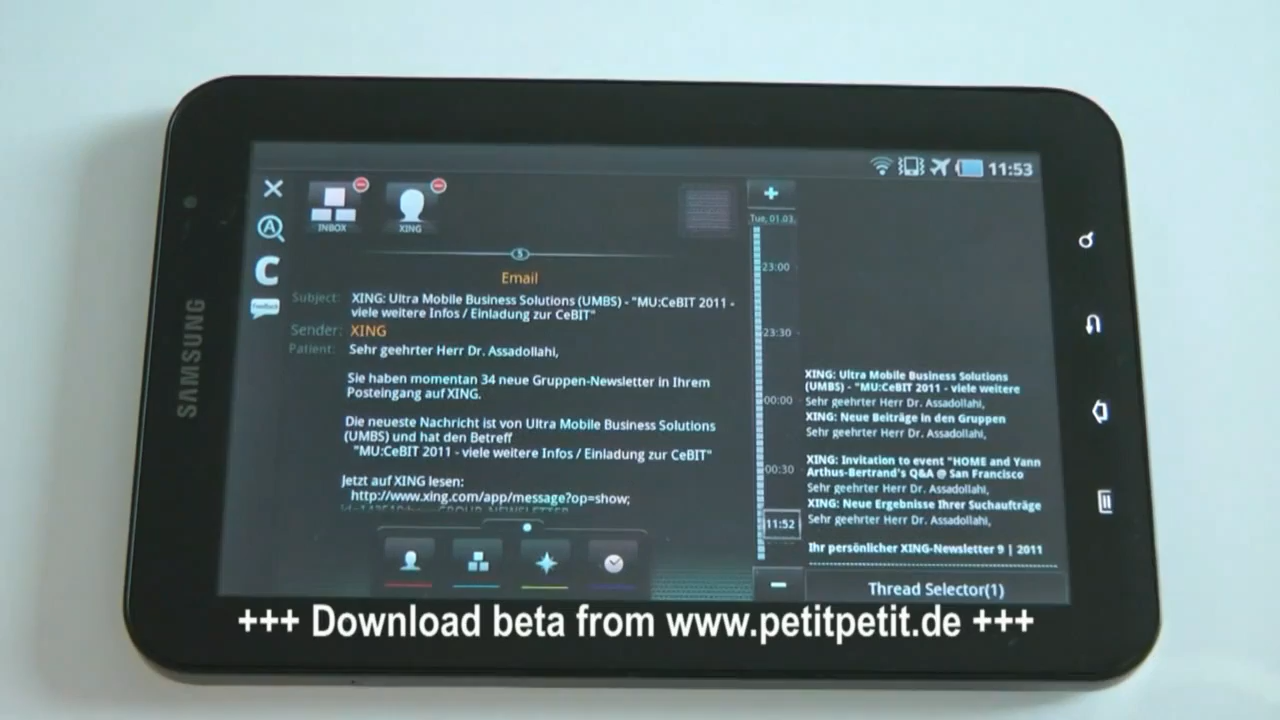 SAMSUNG
11:53
INBOX
XING
5
Email
Subject: XING: Ultra Mobile Business Solutions (UMBS) - "MU:CeBIT 2011 -
viele weitere Infos / Einladung zur CeBIT"
Sender: XING
Patient: Sehr geehrter Herr Dr. Assadollahi,
Sie haben momentan 34 neue Gruppen-Newsletter in Ihrem
Posteingang auf XING.
Die neueste Nachricht ist von Ultra Mobile Business Solutions
(UMBS) und hat den Betreff
"MU:CeBIT 2011 - viele weitere Infos / Einladung zur CeBIT"
Jetzt auf XING lesen:
http://www.xing.com/app/message?op=show;
+
Tue, 01.03.
23:00
23:30
00:00
00:30
11:52
−
XING: Ultra Mobile Business Solutions
(UMBS) - "MU:CeBIT 2011 - viele weitere
Sehr geehrter Herr Dr. Assadollahi,
XING: Neue Beiträge in den Gruppen
Sehr geehrter Herr Dr. Assadollahi,
XING: Invitation to event "HOME and Yann
Arthus-Bertrand's Q&A @ San Francisco
Sehr geehrter Herr Dr. Assadollahi,
XING: Neue Ergebnisse Ihrer Suchaufträge
Sehr geehrter Herr Dr. Assadollahi,
Ihr persönlicher XING-Newsletter 9 | 2011
Thread Selector(1)
+++ Download beta from www.petitpetit.de +++